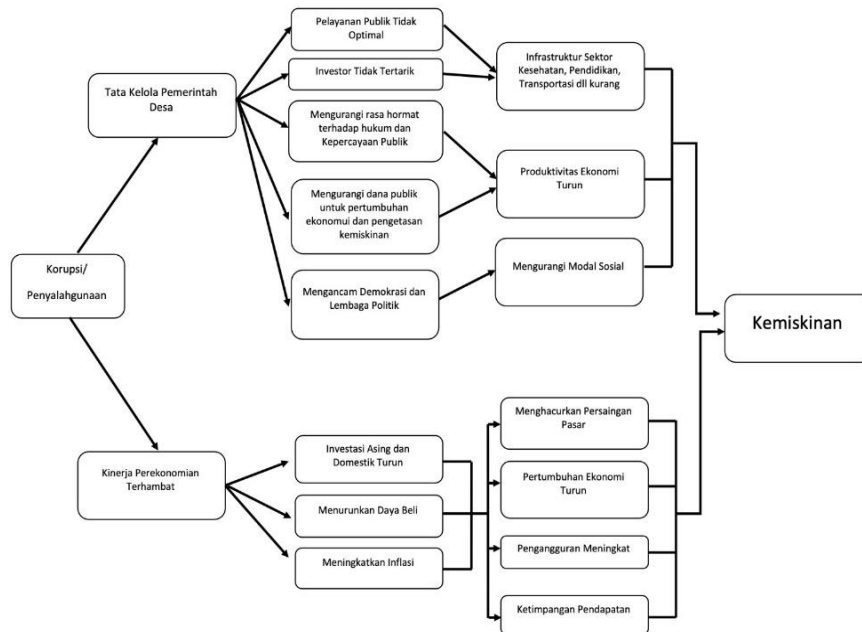 Pelayanan Publik Tidak
Optimal
Investor Tidak Tertarik
Infrastruktur Sektor
Kesehatan, Pendidikan,
Transportasi dll kurang
Tata Kelola Pemerintah
Desa
Mengurangi rasa hormat
terhadap hukum dan
Kepercayaan Publik
Mengurangi dana publik
untuk pertumbuhan
ekonomui dan pengetasan
kemiskinan
Produktivitas Ekonomi
Turun
Korupsi/
Penyalahgunaan
Mengancam Demokrasi dan
Lembaga Politik
Mengurangi Modal Sosial
Kemiskinan
Kinerja Perekonomian
Terhambat
Investasi Asing dan
Domestik Turun
Menurunkan Daya Beli
Meningkatkan Inflasi
Menghacurkan Persaingan
Pasar
Pertumbuhan Ekonomi
Turun
Pengangguran Meningkat
Ketimpangan Pendapatan